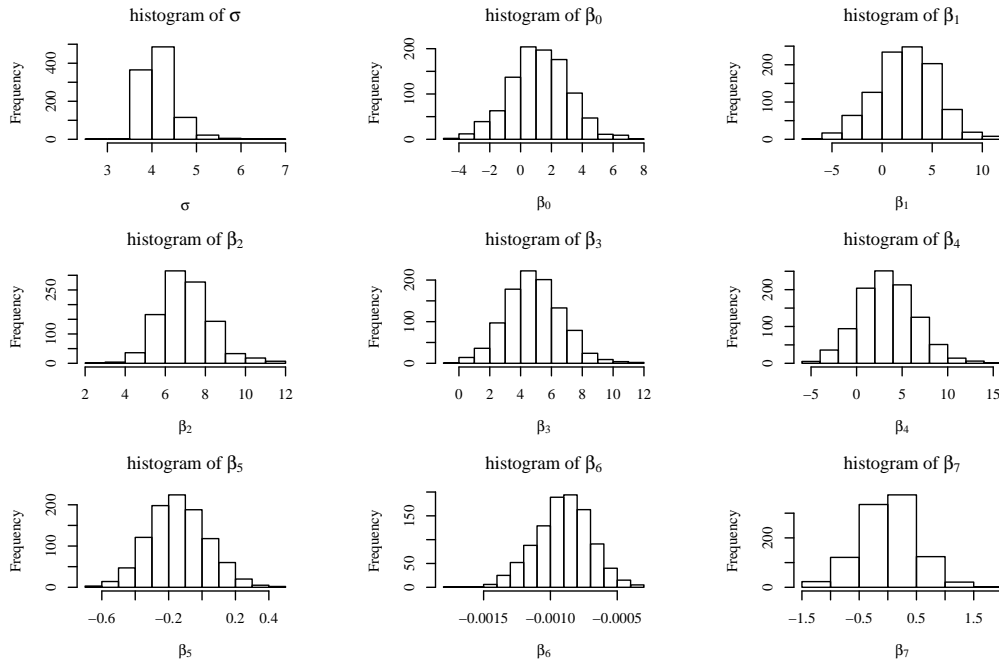 histogram of σ
Frequency
0 200 400
3 4 5 6 7
σ
histogram of β0
Frequency
0 100 200
−4 −2 0 2 4 6 8
β0
histogram of β1
Frequency
0 100 200
−5 0 5 10
β1
histogram of β2
Frequency
0 100 250
2 4 6 8 10 12
β2
histogram of β3
Frequency
0 100 200
0 2 4 6 8 10 12
β3
histogram of β4
Frequency
0 100 200
−5 0 5 10 15
β4
histogram of β5
Frequency
0 100 200
−0.6 −0.2 0.2
β5
histogram of β6
Frequency
0 50 150
−0.0015 −0.0010 −0.0005
β6
histogram of β7
Frequency
0 200
−1.5 −0.5 0.5 1.5
β7